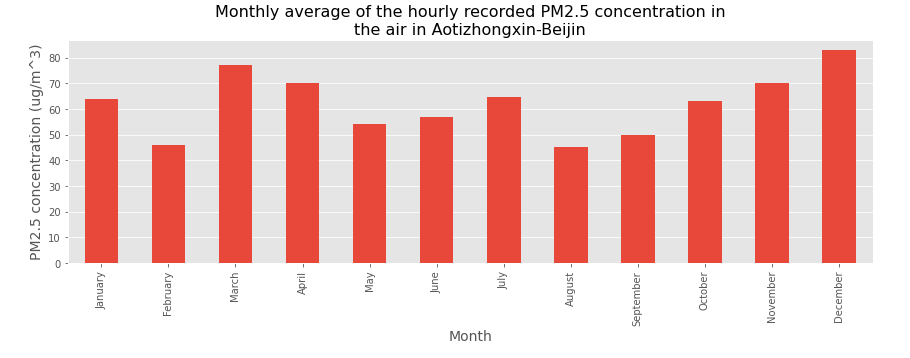 Monthly average of the hourly recorded PM2.5 concentration in
the air in Aotizhongxin-Beijin
PM2.5 concentration (ug/m^3)
80
70
60
50
40
30
20
10
0
January
February
March
April
May
June
July
August
September
October
November
December
Month